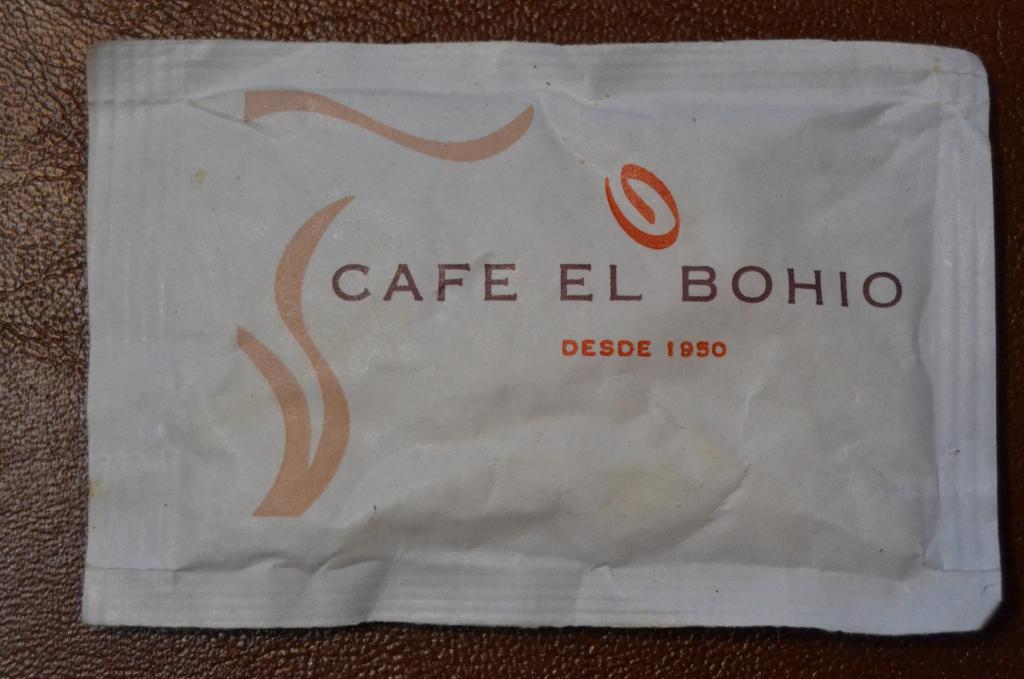 CAFE EL BOHIO
DESDE 1950